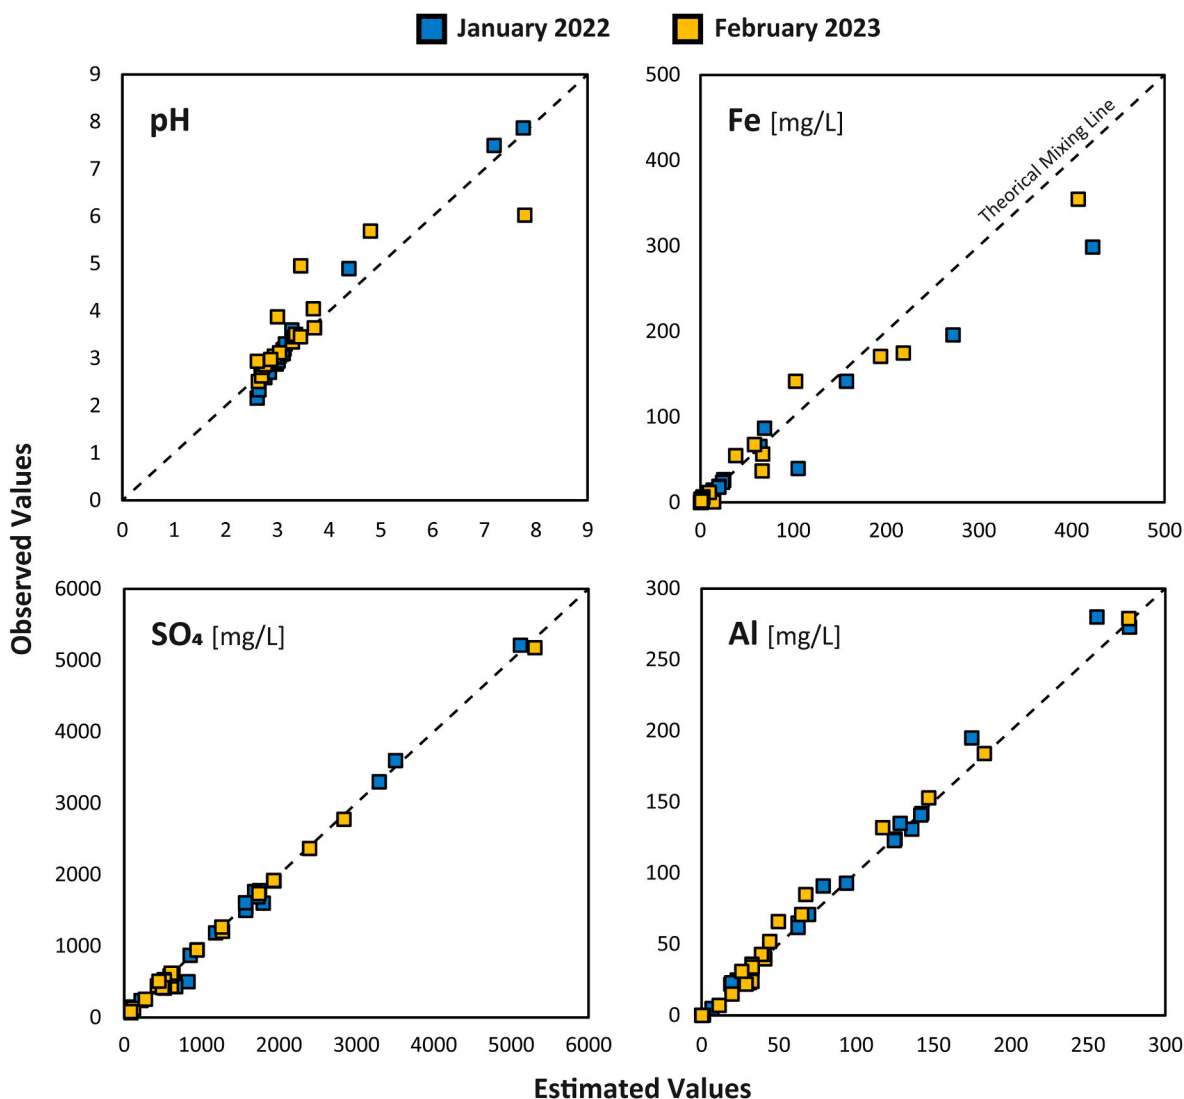 January 2022
February 2023
9
8
7
6
5
4
3
2
1
0
pH
0 1 2 3 4 5 6 7 8 9
500
400
300
200
100
0
Fe [mg/L]
Theorical Mixing Line
0 100 200 300 400 500
Observed Values
6000
5000
4000
3000
2000
1000
0
SO₄ [mg/L]
0 1000 2000 3000 4000 5000 6000
300
250
200
150
100
50
0
Al [mg/L]
0 50 100 150 200 250 300
Estimated Values